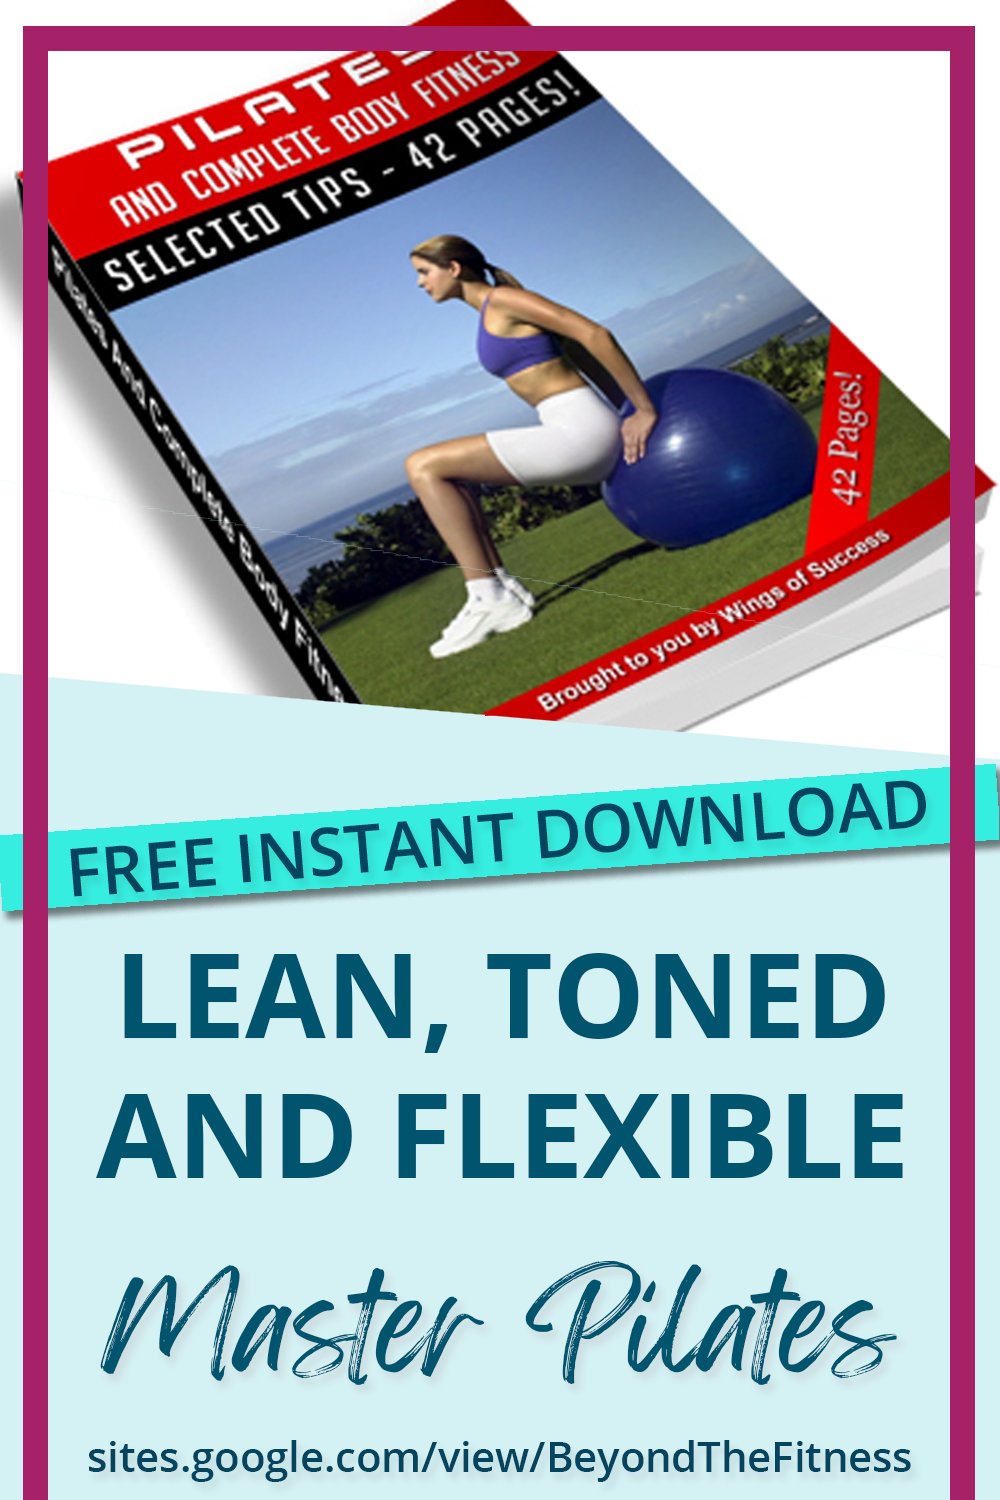 PILATES
AND COMPLETE BODY FITNESS
SELECTED TIPS - 42 PAGES!
Pilates And Complete Body Fitne
42 Pages!
Brought to you by Wings of Success
FREE INSTANT DOWNLOAD
LEAN, TONED
AND FLEXIBLE
Master Pilates
sites.google.com/view/BeyondTheFitness